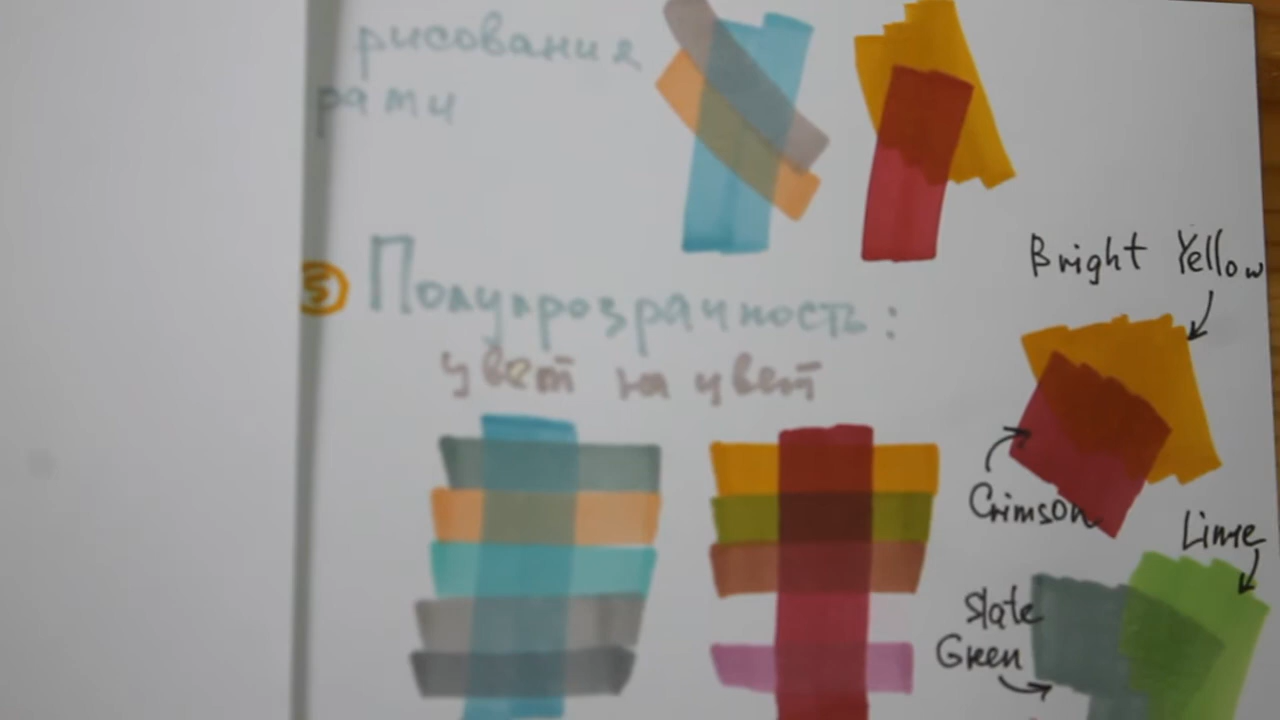 рисования
рами
5 Полупрозрачность:
цвет на цвет
Bright Yellow
Crimson
Lime
Slate
Green